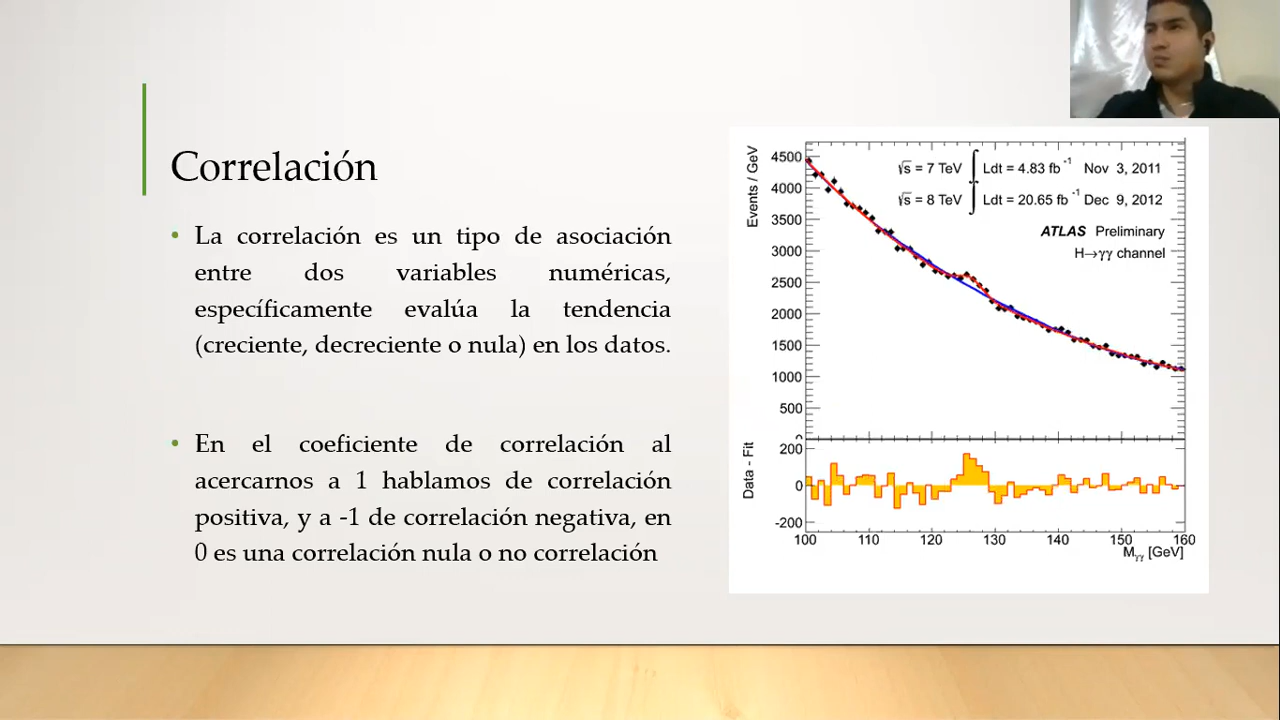 Correlación
• La correlación es un tipo de asociación
entre dos variables numéricas,
específicamente evalúa la tendencia
(creciente, decreciente o nula) en los datos.
• En el coeficiente de correlación al
acercarnos a 1 hablamos de correlación
positiva, y a -1 de correlación negativa, en
0 es una correlación nula o no correlación
Events / GeV
4500
4000
3500
3000
2500
2000
1500
1000
500
0
√s = 7 TeV ∫ Ldt = 4.83 fb⁻¹ Nov 3, 2011
√s = 8 TeV ∫ Ldt = 20.65 fb⁻¹ Dec 9, 2012
ATLAS Preliminary
H→γγ channel
Data - Fit
200
0
-200
100 110 120 130 140 150 160
Mγγ [GeV]